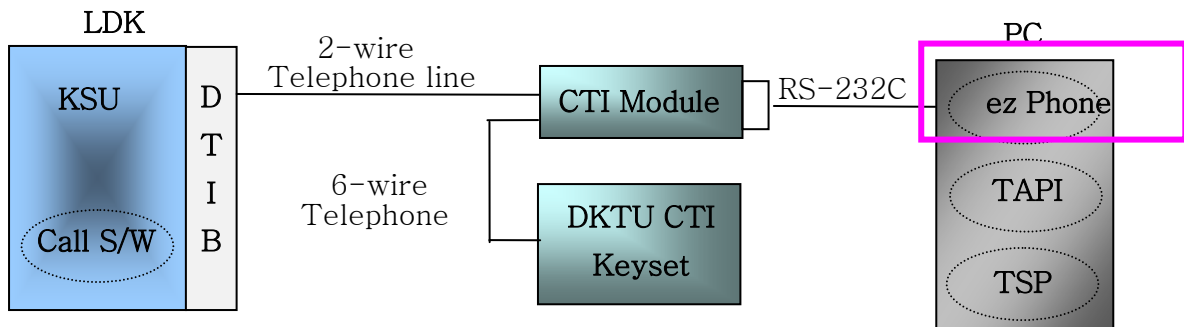 LDK
KSU
Call S/W
D
T
I
B
2-wire
Telephone line
6-wire
Telephone
CTI Module
DKTU CTI
Keyset
RS-232C
PC
ez Phone
TAPI
TSP